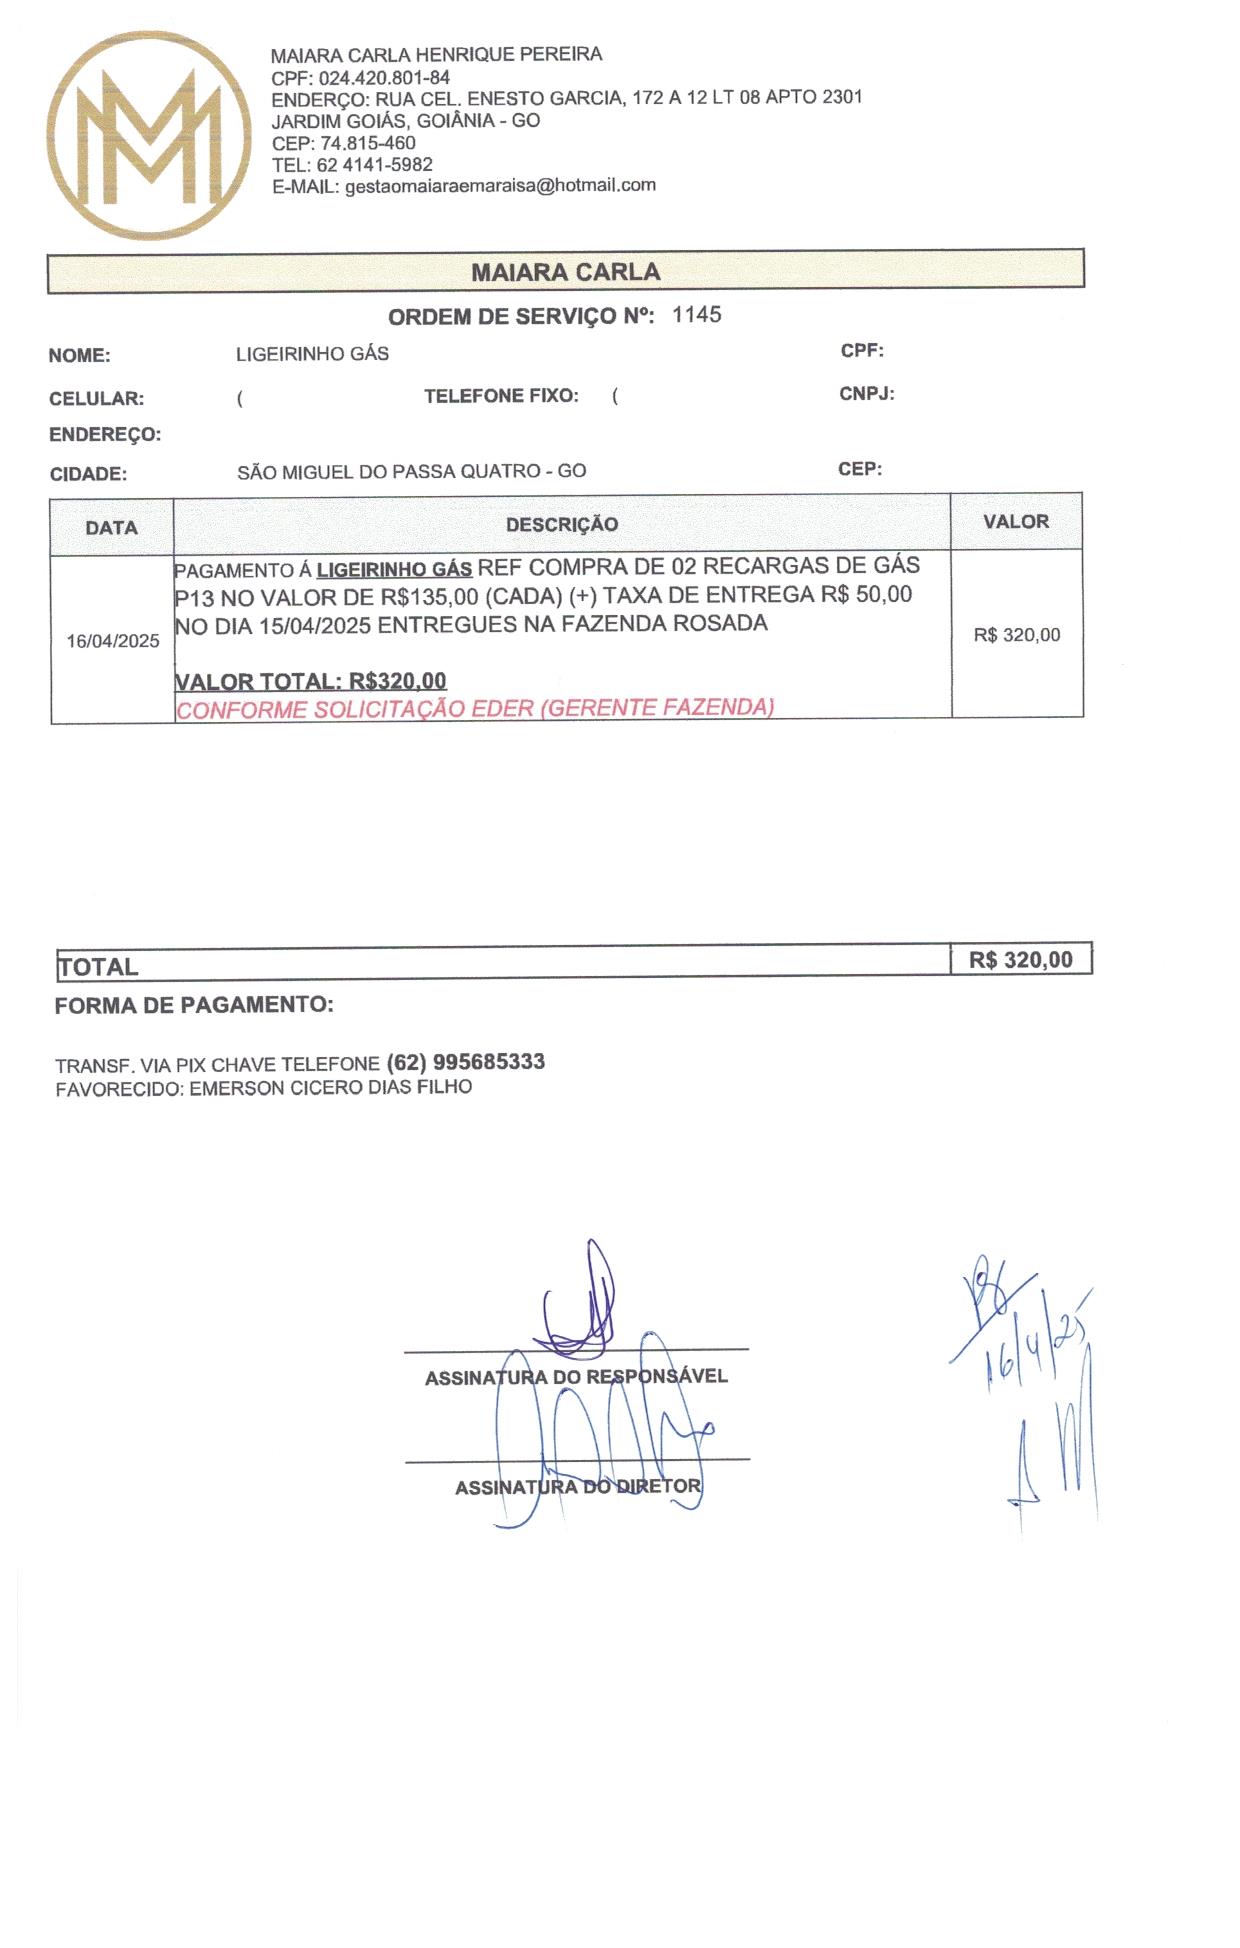 MAIARA CARLA HENRIQUE PEREIRA
CPF: 024.420.801-84
ENDERÇO: RUA CEL. ENESTO GARCIA, 172 A 12 LT 08 APTO 2301
JARDIM GOIÁS, GOIÂNIA - GO
CEP: 74.815-460
TEL: 62 4141-5982
E-MAIL: gestaomaiaraemaraisa@hotmail.com
MAIARA CARLA
ORDEM DE SERVIÇO Nº: 1145
NOME: LIGEIRINHO GÁS CPF:
CELULAR: ( TELEFONE FIXO: ( CNPJ:
ENDEREÇO:
CIDADE: SÃO MIGUEL DO PASSA QUATRO - GO CEP:
DATA DESCRIÇÃO VALOR
PAGAMENTO Á LIGEIRINHO GÁS REF COMPRA DE 02 RECARGAS DE GÁS
P13 NO VALOR DE R$135,00 (CADA) (+) TAXA DE ENTREGA R$ 50,00
NO DIA 15/04/2025 ENTREGUES NA FAZENDA ROSADA
16/04/2025 R$ 320,00
VALOR TOTAL: R$320,00
CONFORME SOLICITAÇÃO EDER (GERENTE FAZENDA)
TOTAL R$ 320,00
FORMA DE PAGAMENTO:
TRANSF. VIA PIX CHAVE TELEFONE (62) 995685333
FAVORECIDO: EMERSON CICERO DIAS FILHO
16/4/25
ASSINATURA DO RESPONSÁVEL
ASSINATURA DO DIRETOR